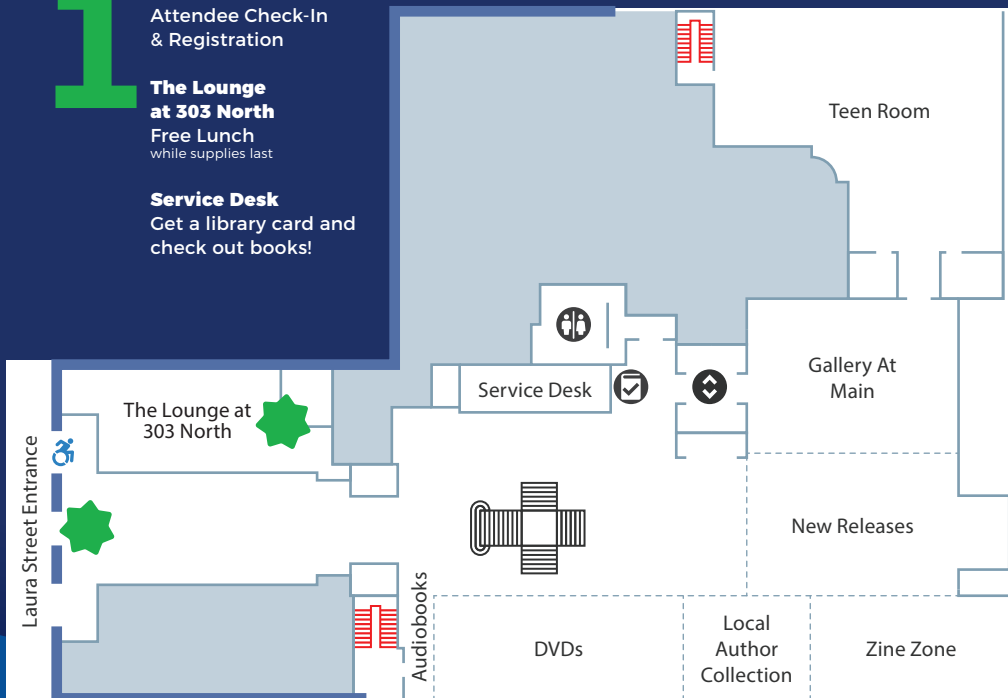 1
Attendee Check-In
& Registration
The Lounge
at 303 North
Free Lunch
while supplies last
Service Desk
Get a library card and
check out books!
Teen Room
Gallery At
Main
Service Desk
The Lounge at
303 North
Laura Street Entrance
New Releases
Audiobooks
DVDs
Local
Author
Collection
Zine Zone